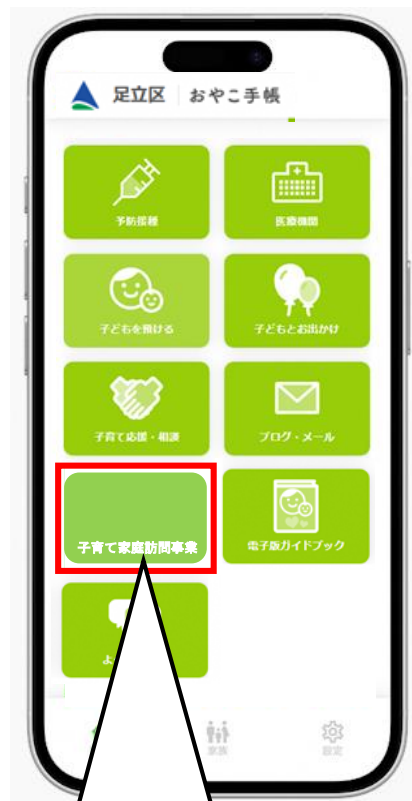 足立区 おやこ手帳
予防接種
医療機関
子どもを預ける
子どもとお出かけ
子育て応援・相談
ブログ・メール
子育て家庭訪問事業
電子版ガイドブック
よ
家族
設定